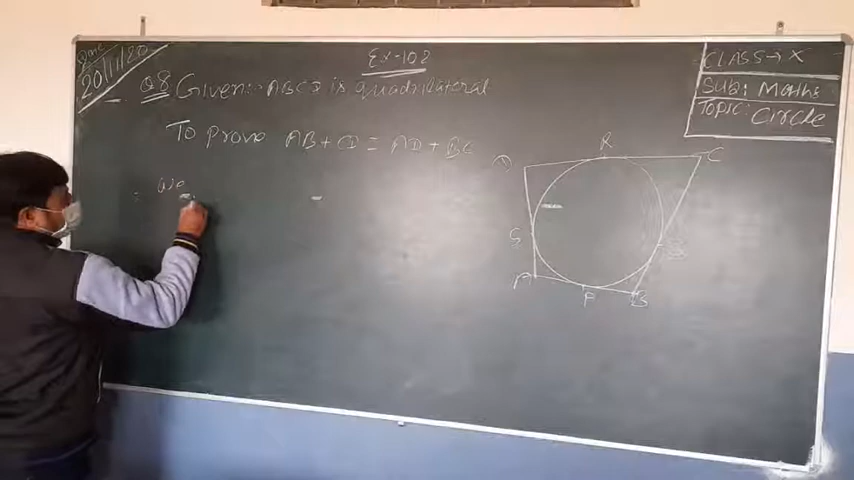 Date
20/11/20
Ex-10.2
Q8 Given:- ABCD is quadrilateral
To prove AB + CD = AD + BC
CLASS → X
Sub: Maths
Topic: Circle
R
C
S
A
P
B